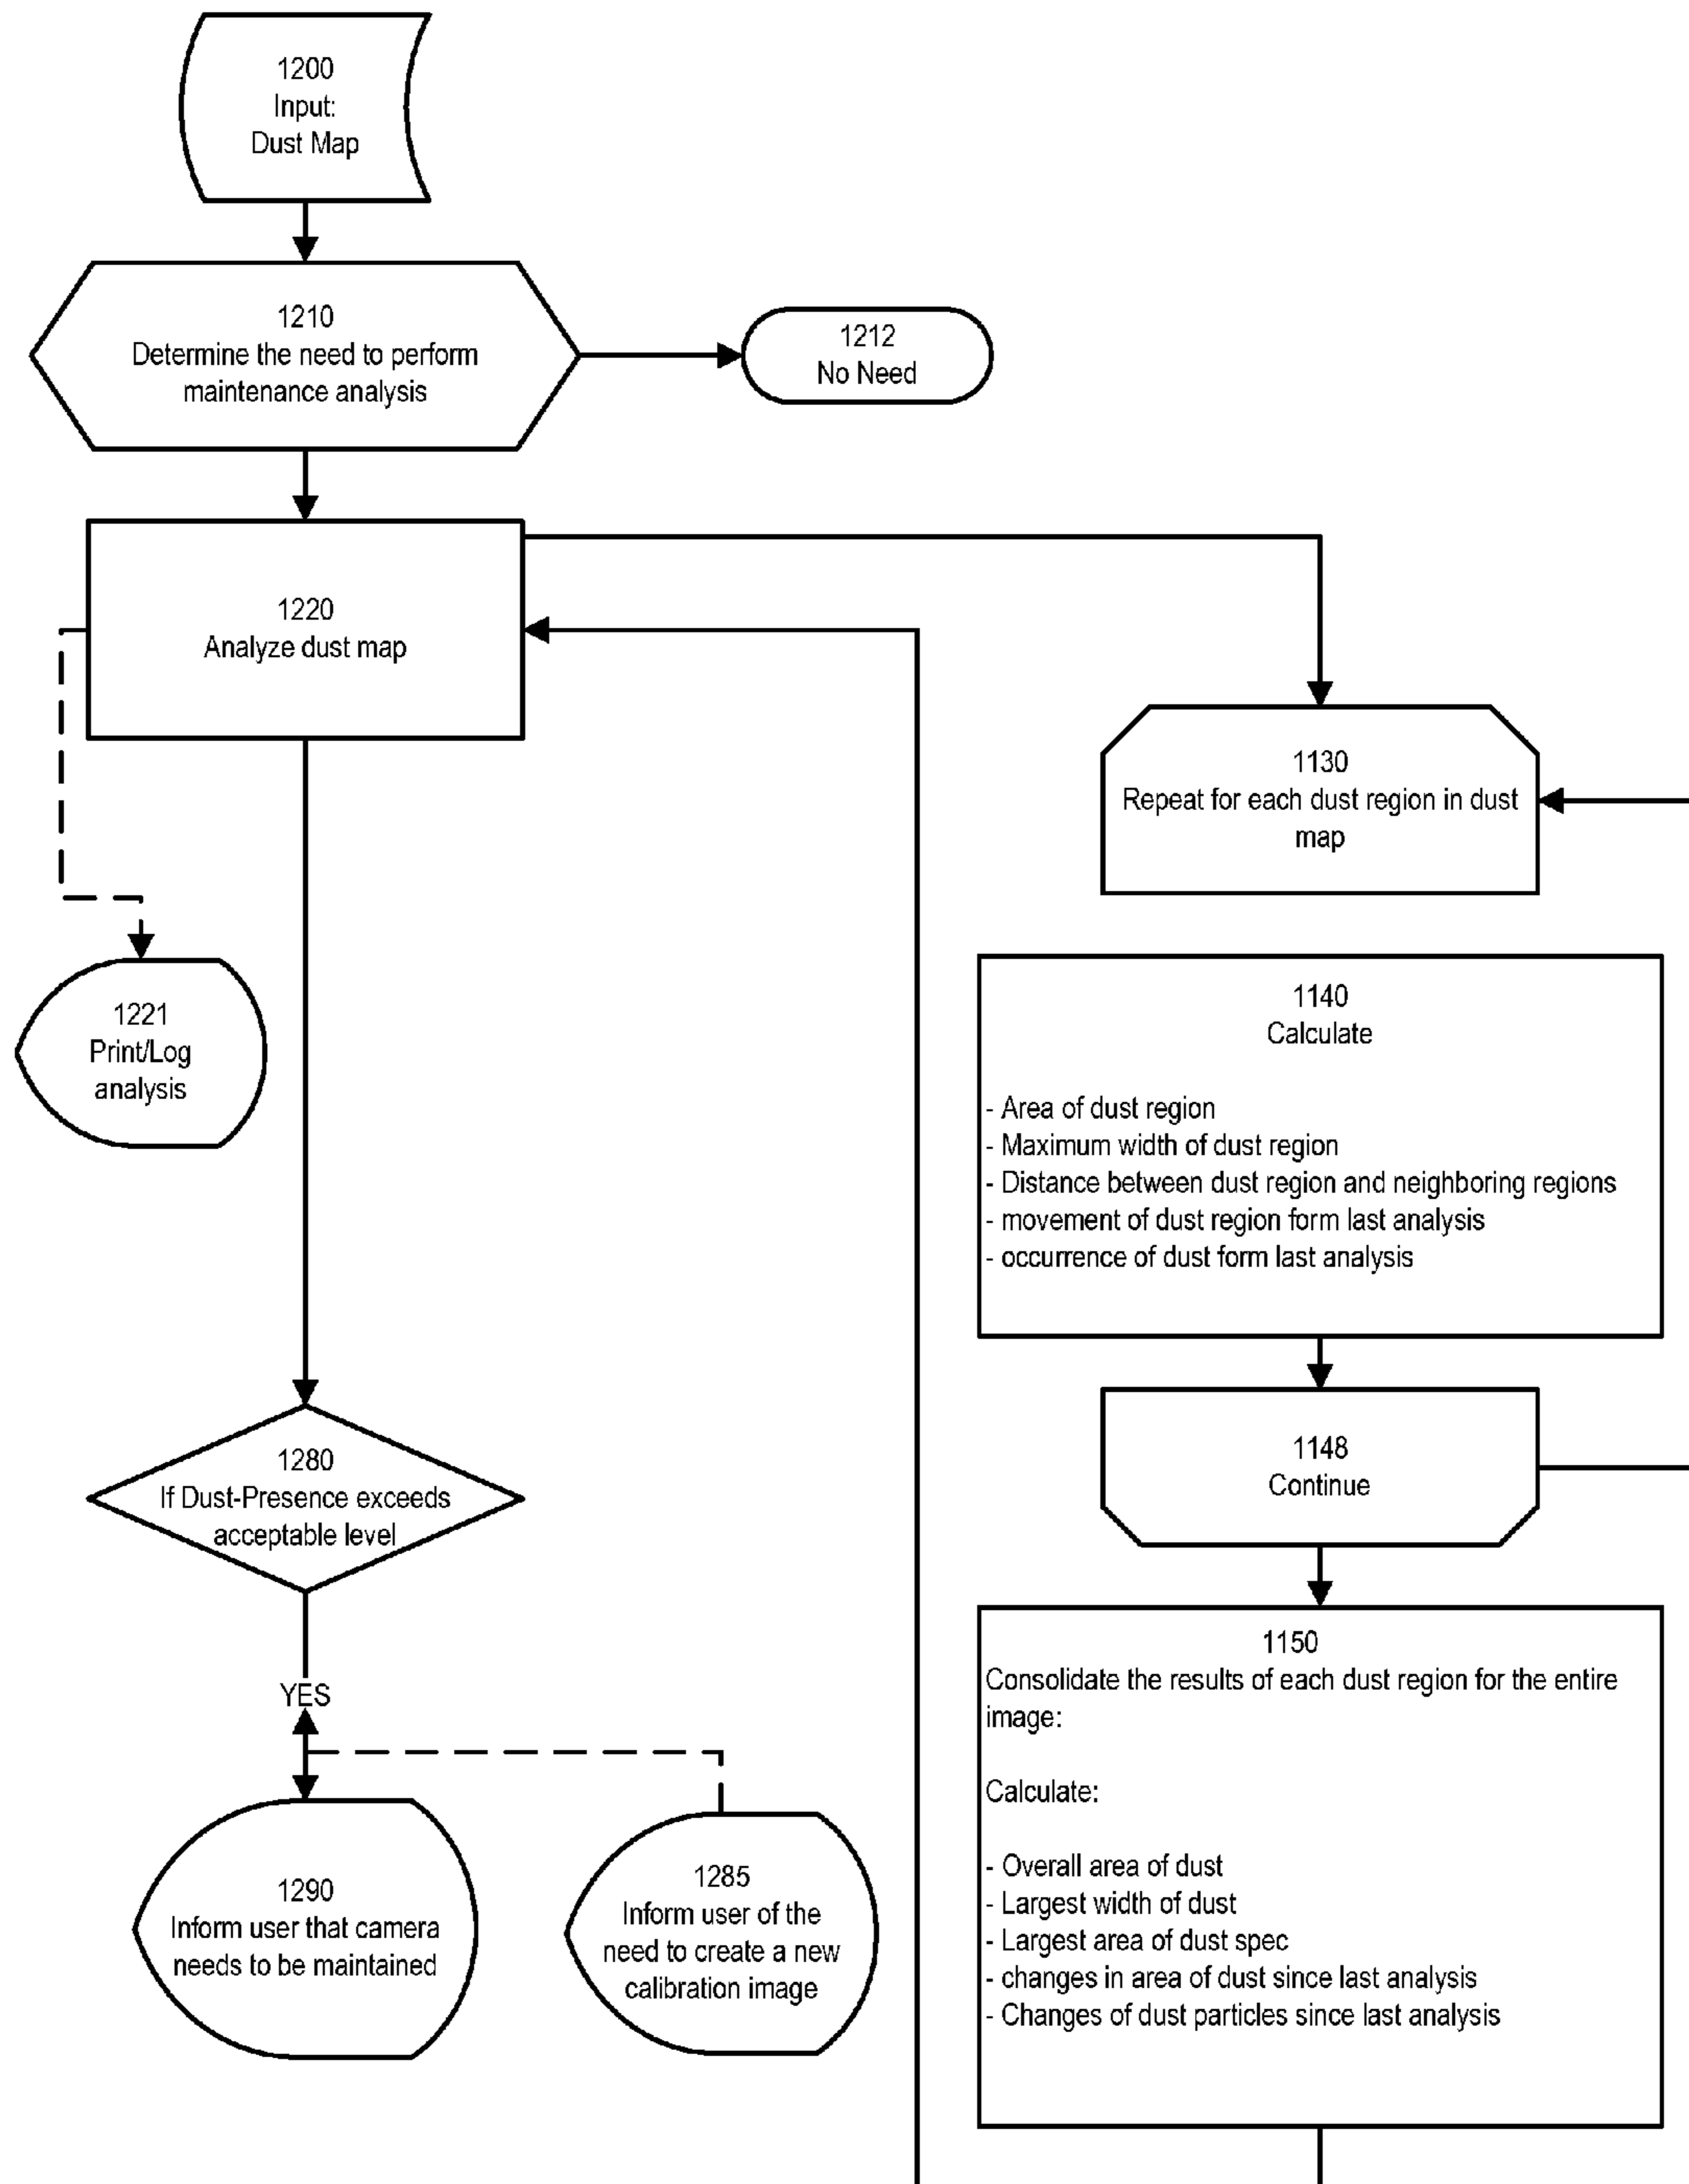 1200
Input:
Dust Map
1210
Determine the need to perform
maintenance analysis
1212
No Need
1220
Analyze dust map
1221
Print/Log
analysis
1280
If Dust-Presence exceeds
acceptable level
YES
1290
Inform user that camera
needs to be maintained
1285
Inform user of the
need to create a new
calibration image
1130
Repeat for each dust region in dust
map
1140
Calculate
- Area of dust region
- Maximum width of dust region
- Distance between dust region and neighboring regions
- movement of dust region form last analysis
- occurrence of dust form last analysis
1148
Continue
1150
Consolidate the results of each dust region for the entire
image:
Calculate:
- Overall area of dust
- Largest width of dust
- Largest area of dust spec
- changes in area of dust since last analysis
- Changes of dust particles since last analysis